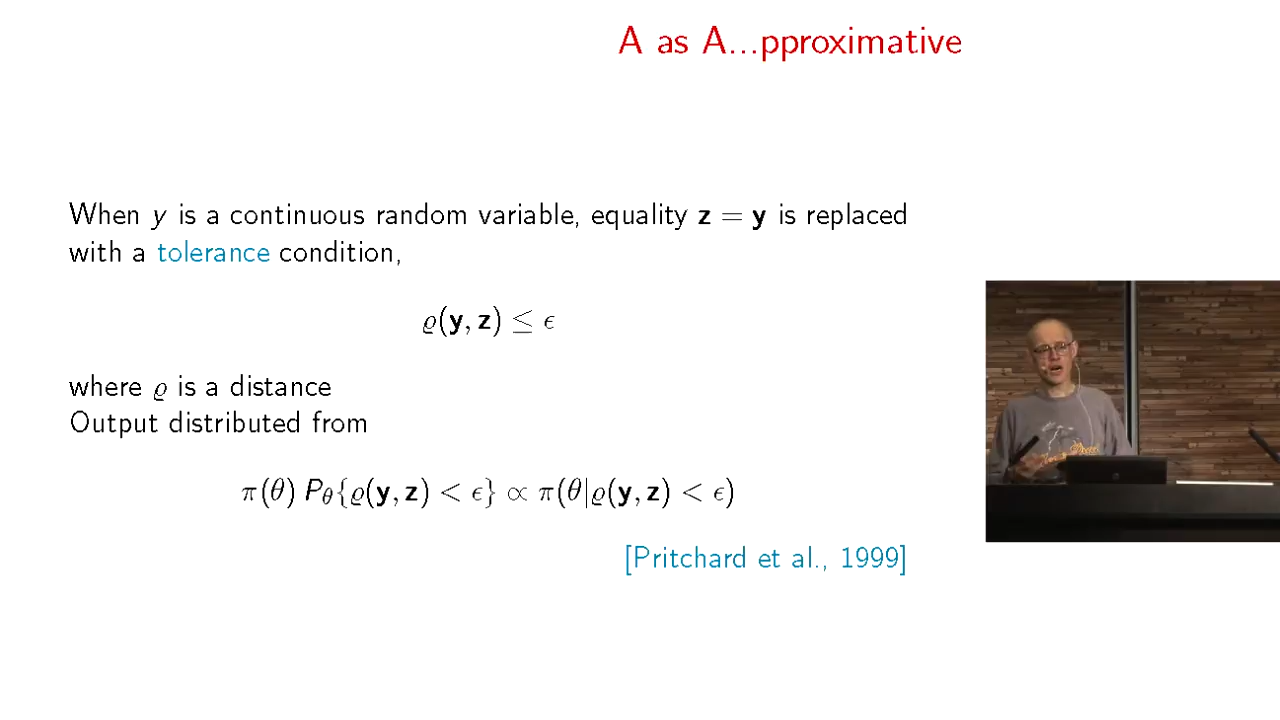 A as A...pproximative
When y is a continuous random variable, equality z = y is replaced
with a tolerance condition,
ϱ(y, z) ≤ ϵ
where ϱ is a distance
Output distributed from
π(θ) Pθ{ϱ(y, z) < ϵ} ∝ π(θ|ϱ(y, z) < ϵ)
[Pritchard et al., 1999]